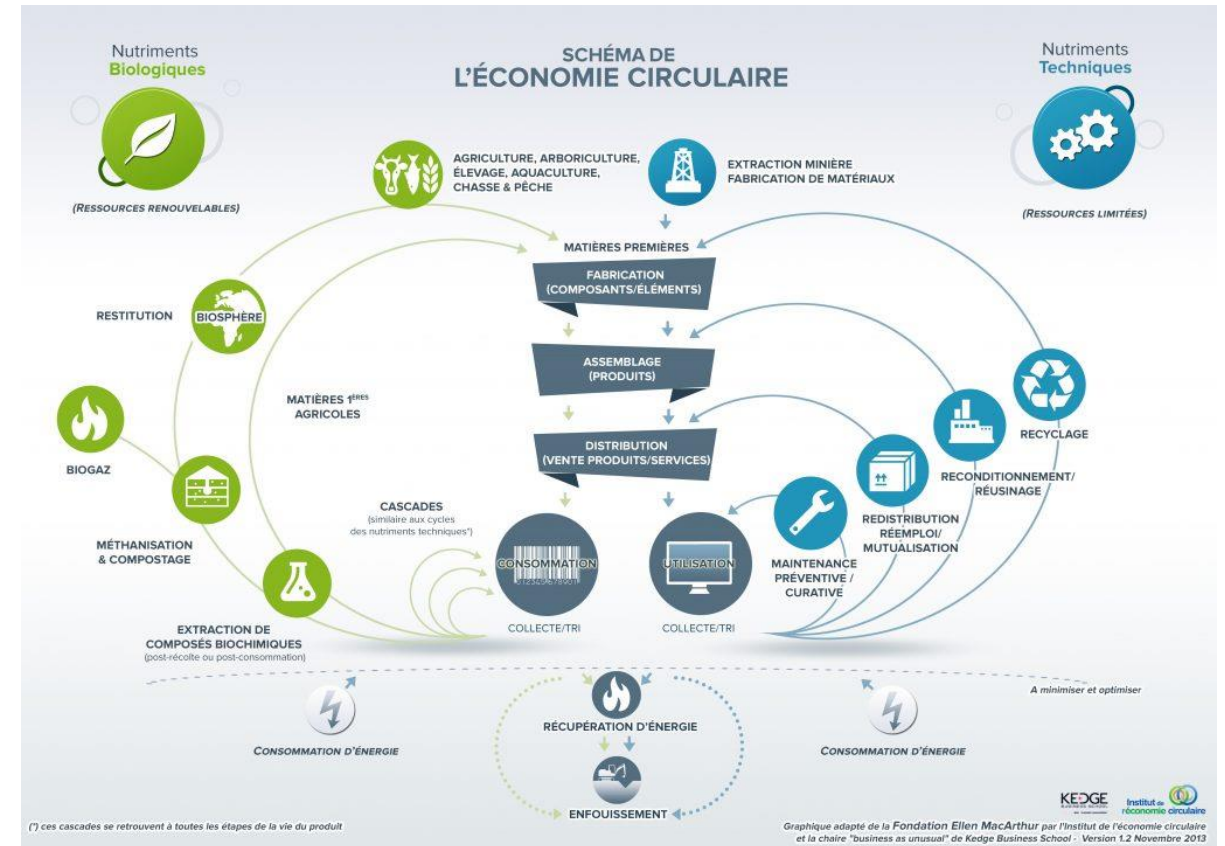 Nutriments
Biologiques
(RESSOURCES RENOUVELABLES)
SCHÉMA DE
L'ÉCONOMIE CIRCULAIRE
Nutriments
Techniques
(RESSOURCES LIMITÉES)
AGRICULTURE, ARBORICULTURE,
ÉLEVAGE, AQUACULTURE,
CHASSE & PÊCHE
EXTRACTION MINIÈRE
FABRICATION DE MATÉRIAUX
MATIÈRES PREMIÈRES
FABRICATION
(COMPOSANTS/ÉLÉMENTS)
RESTITUTION
BIOSPHÈRE
ASSEMBLAGE
(PRODUITS)
MATIÈRES 1ÈRES
AGRICOLES
RECYCLAGE
DISTRIBUTION
(VENTE PRODUITS/SERVICES)
BIOGAZ
RECONDITIONNEMENT/
RÉUSINAGE
CASCADES
(similaire aux cycles
des nutriments techniques*)
REDISTRIBUTION
RÉEMPLOI/
MUTUALISATION
MÉTHANISATION
& COMPOSTAGE
CONSOMMATION
012345678901
UTILISATION
MAINTENANCE
PRÉVENTIVE /
CURATIVE
COLLECTE/TRI
COLLECTE/TRI
EXTRACTION DE
COMPOSÉS BIOCHIMIQUES
(post-récolte ou post-consommation)
A minimiser et optimiser
CONSOMMATION D'ÉNERGIE
RÉCUPÉRATION D'ÉNERGIE
CONSOMMATION D'ÉNERGIE
ENFOUISSEMENT
KEDGE
BUSINESS SCHOOL
Institut de
l'économie circulaire
(*) ces cascades se retrouvent à toutes les étapes de la vie du produit
Graphique adapté de la Fondation Ellen MacArthur par l'Institut de l'économie circulaire
et la chaire "business as unusual" de Kedge Business School - Version 1.2 Novembre 2013